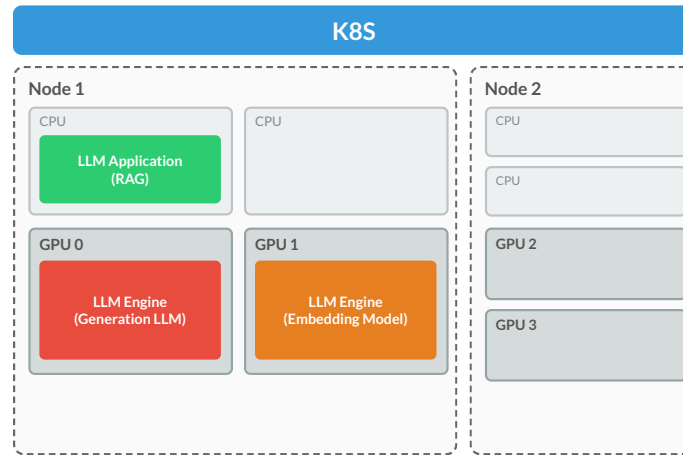 K8S
Node 1
CPU
LLM Application
(RAG)
CPU
GPU 0
LLM Engine
(Generation LLM)
GPU 1
LLM Engine
(Embedding Model)
Node 2
CPU
CPU
GPU 2
GPU 3